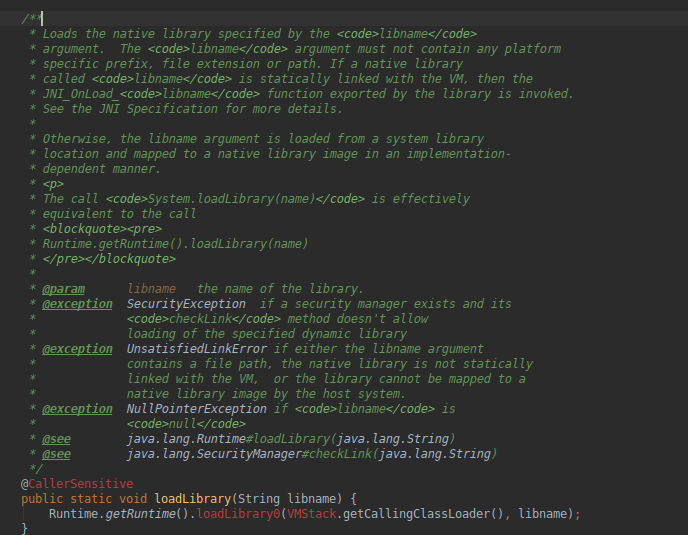 /**
 * Loads the native library specified by the <code>libname</code>
 * argument.  The <code>libname</code> argument must not contain any platform
 * specific prefix, file extension or path. If a native library
 * called <code>libname</code> is statically linked with the VM, then the
 * JNI_OnLoad_<code>libname</code> function exported by the library is invoked.
 * See the JNI Specification for more details.
 *
 * Otherwise, the libname argument is loaded from a system library
 * location and mapped to a native library image in an implementation-
 * dependent manner.
 * <p>
 * The call <code>System.loadLibrary(name)</code> is effectively
 * equivalent to the call
 * <blockquote><pre>
 * Runtime.getRuntime().loadLibrary(name)
 * </pre></blockquote>
 *
 * @param      libname   the name of the library.
 * @exception  SecurityException  if a security manager exists and its
 *             <code>checkLink</code> method doesn't allow
 *             loading of the specified dynamic library
 * @exception  UnsatisfiedLinkError if either the libname argument
 *             contains a file path, the native library is not statically
 *             linked with the VM,  or the library cannot be mapped to a
 *             native library image by the host system.
 * @exception  NullPointerException if <code>libname</code> is
 *             <code>null</code>
 * @see        java.lang.Runtime#loadLibrary(java.lang.String)
 * @see        java.lang.SecurityManager#checkLink(java.lang.String)
 */
@CallerSensitive
public static void loadLibrary(String libname) {
    Runtime.getRuntime().loadLibrary0(VMStack.getCallingClassLoader(), libname);
}